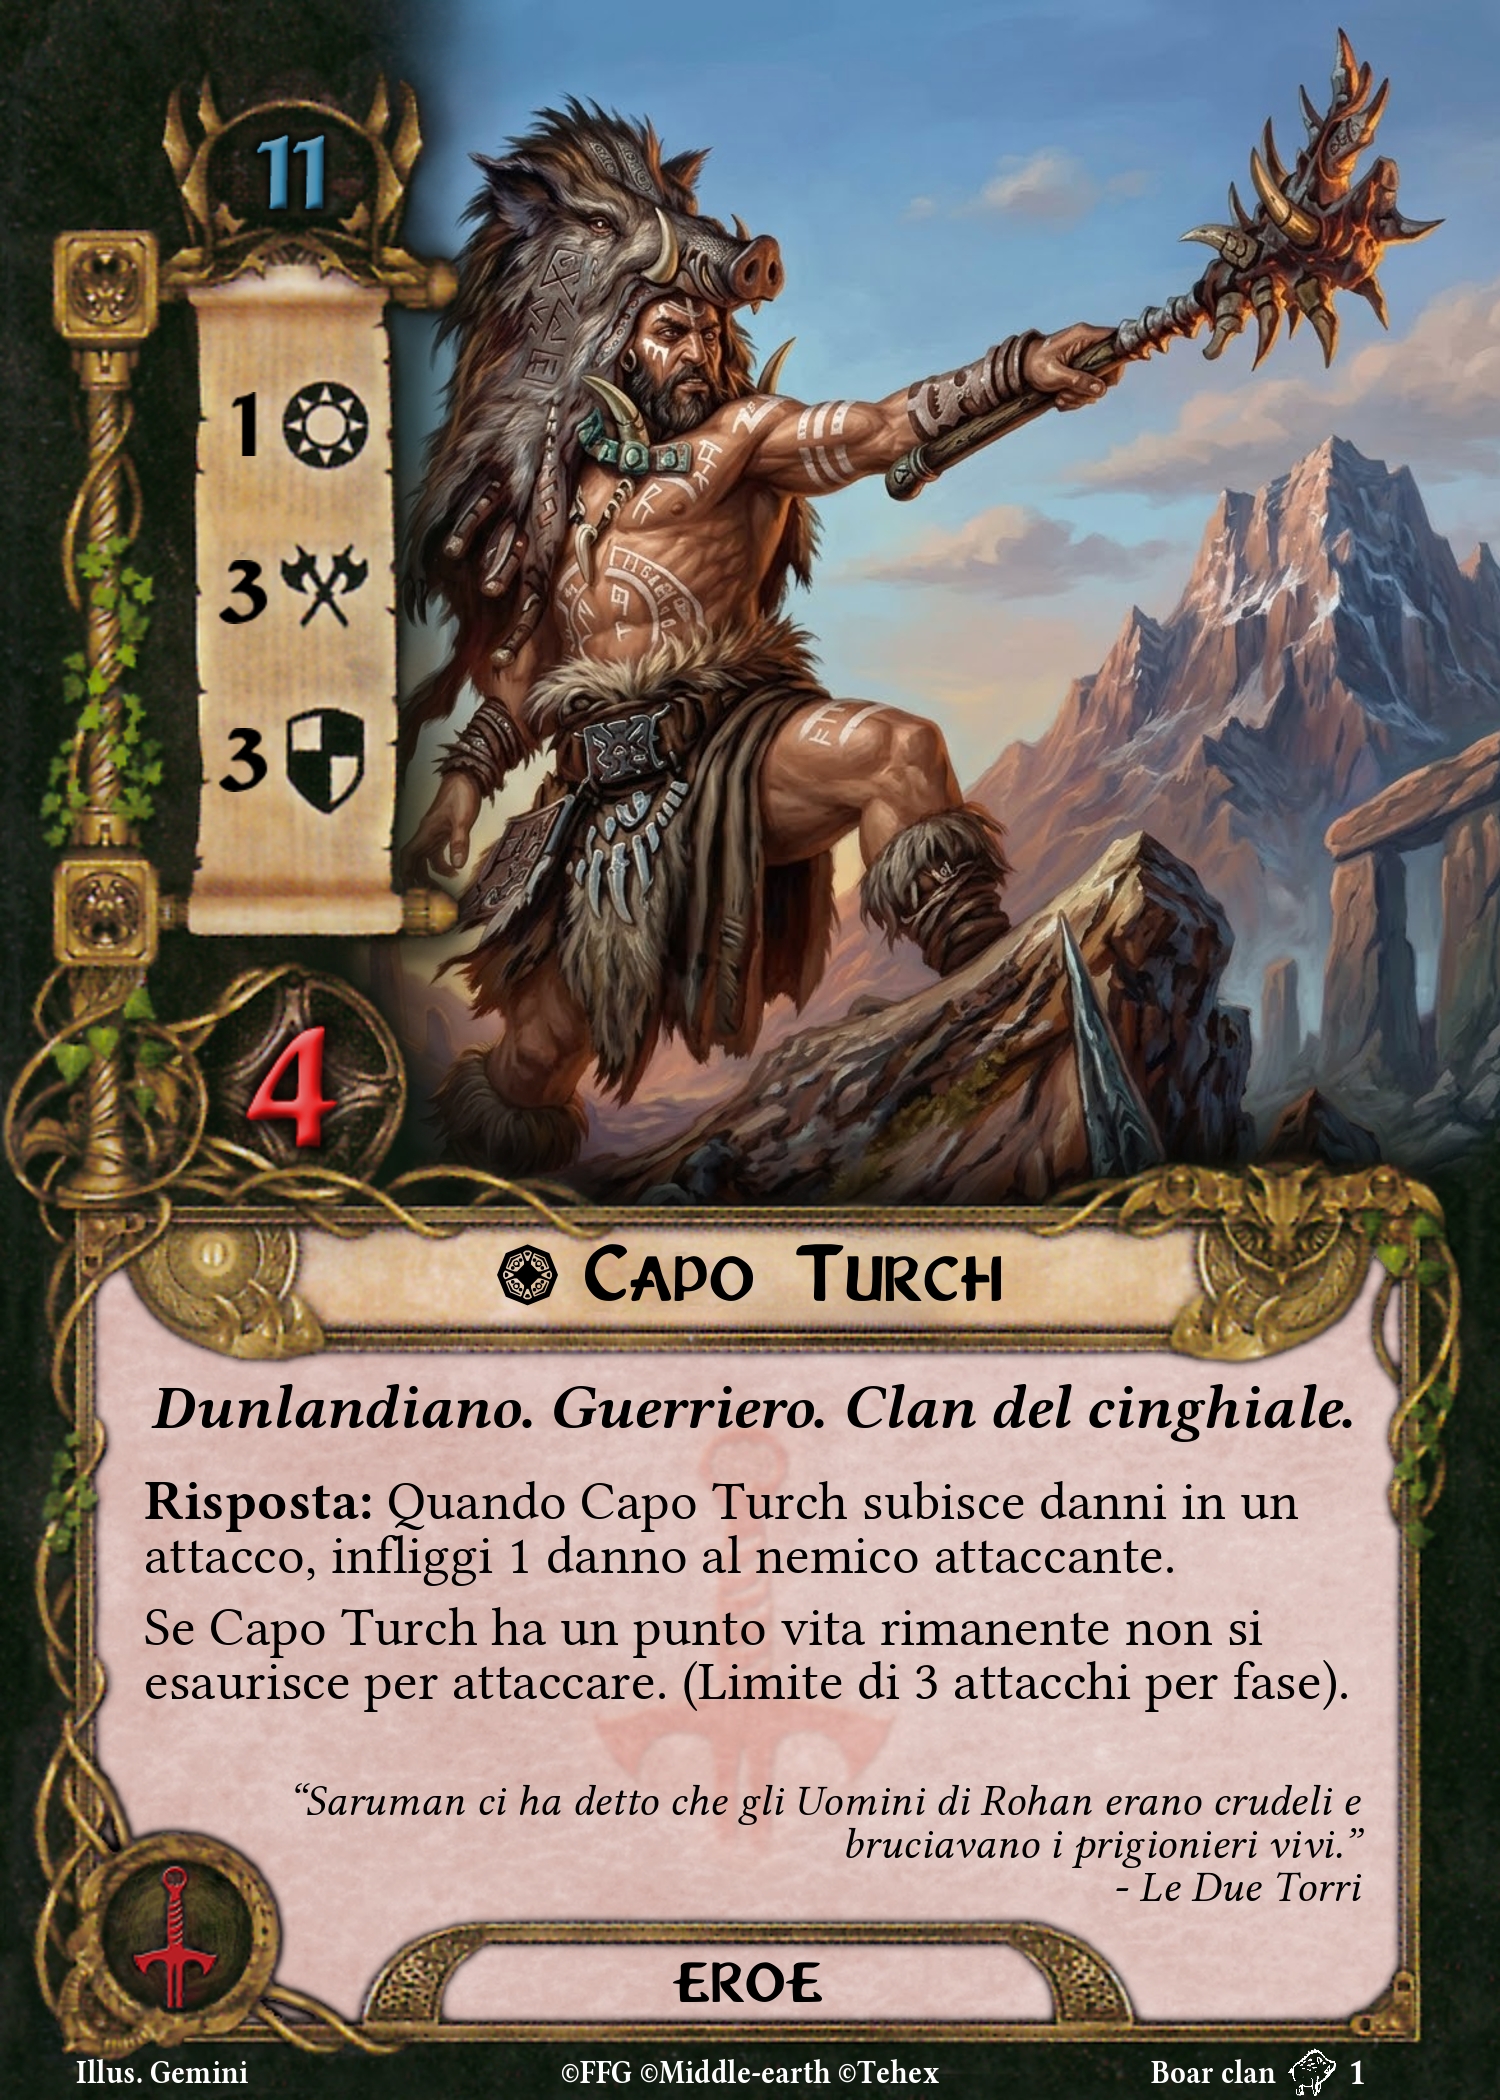 11
1
3
3
4
Capo Turch
Dunlandiano. Guerriero. Clan del cinghiale.
Risposta: Quando Capo Turch subisce danni in un
attacco, infliggi 1 danno al nemico attaccante.
Se Capo Turch ha un punto vita rimanente non si
esaurisce per attaccare. (Limite di 3 attacchi per fase).
“Saruman ci ha detto che gli Uomini di Rohan erano crudeli e
bruciavano i prigionieri vivi.”
- Le Due Torri
EROE
Illus. Gemini ©FFG ©Middle-earth ©Tehex Boar clan 1